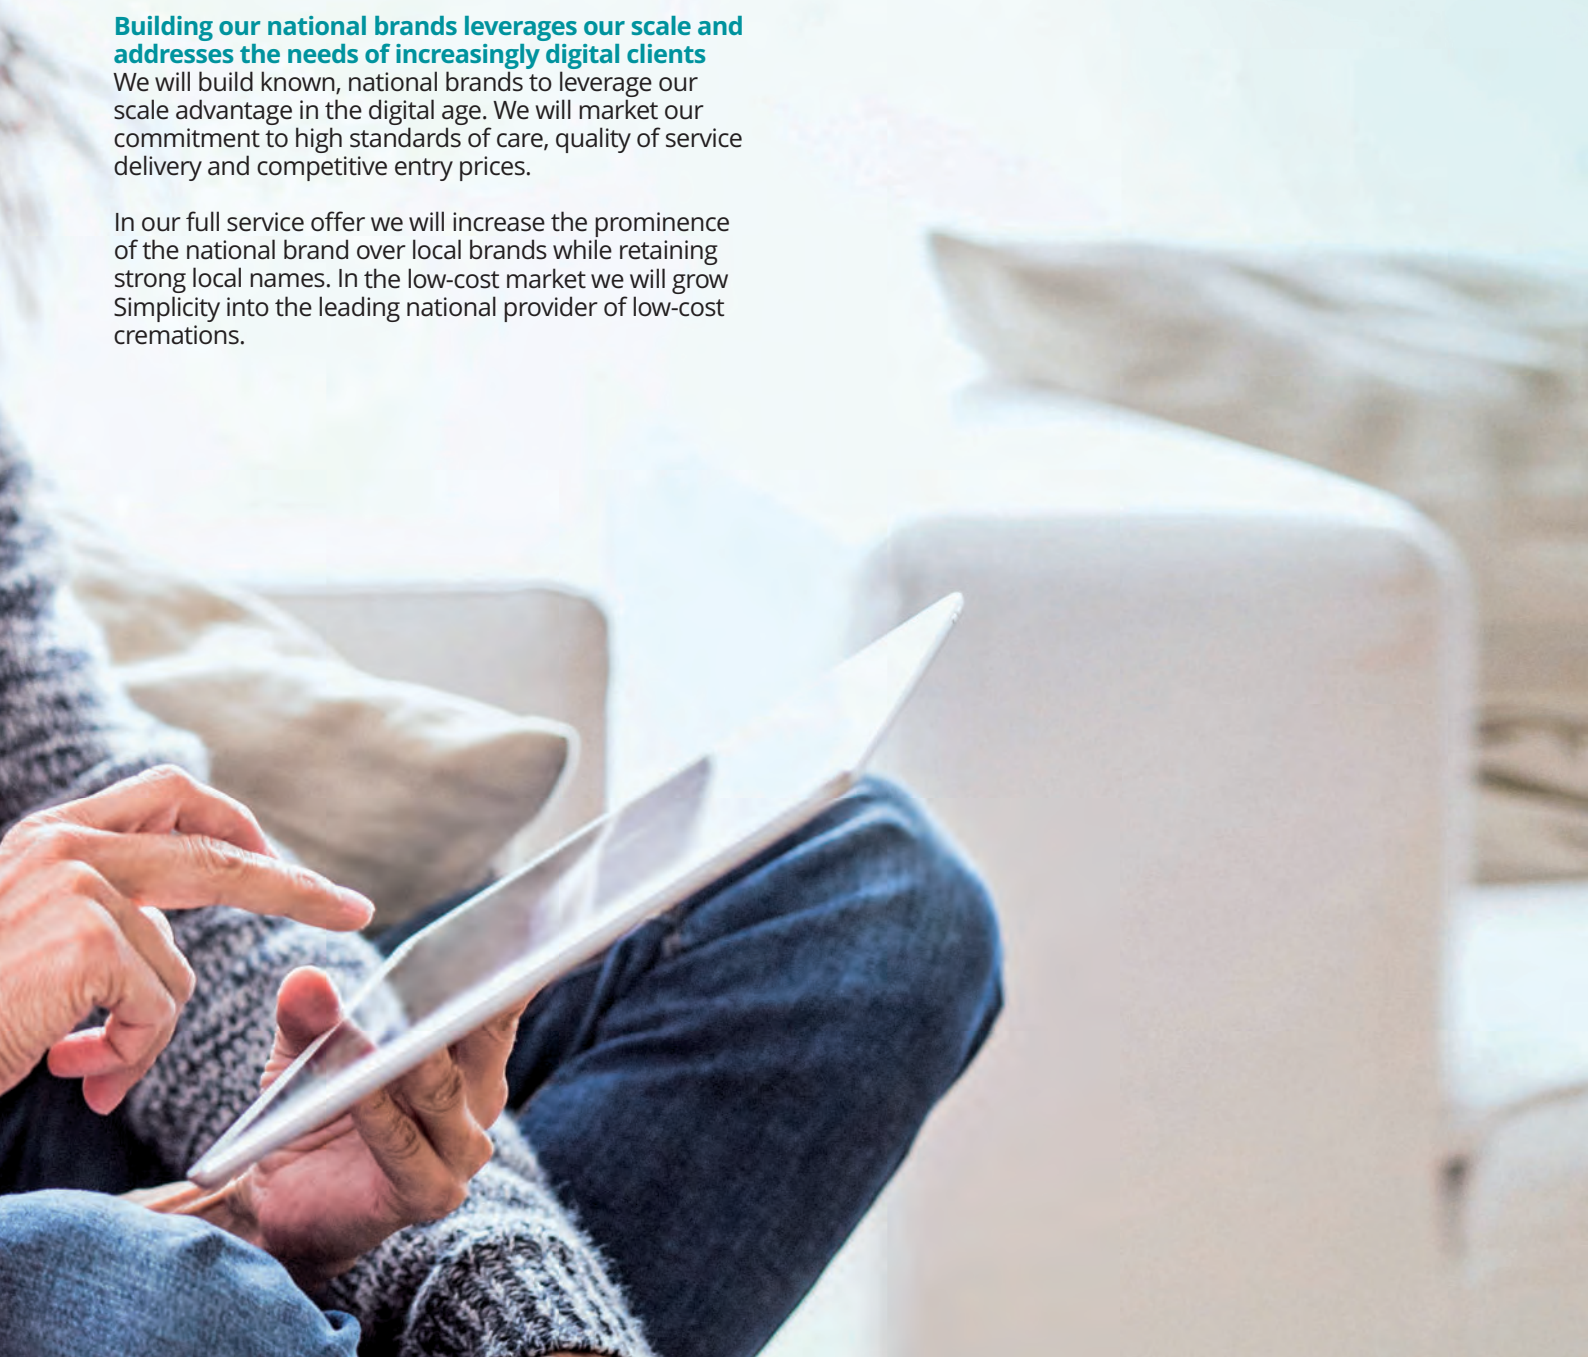 Building our national brands leverages our scale and
addresses the needs of increasingly digital clients
We will build known, national brands to leverage our
scale advantage in the digital age. We will market our
commitment to high standards of care, quality of service
delivery and competitive entry prices.
In our full service offer we will increase the prominence
of the national brand over local brands while retaining
strong local names. In the low-cost market we will grow
Simplicity into the leading national provider of low-cost
cremations.